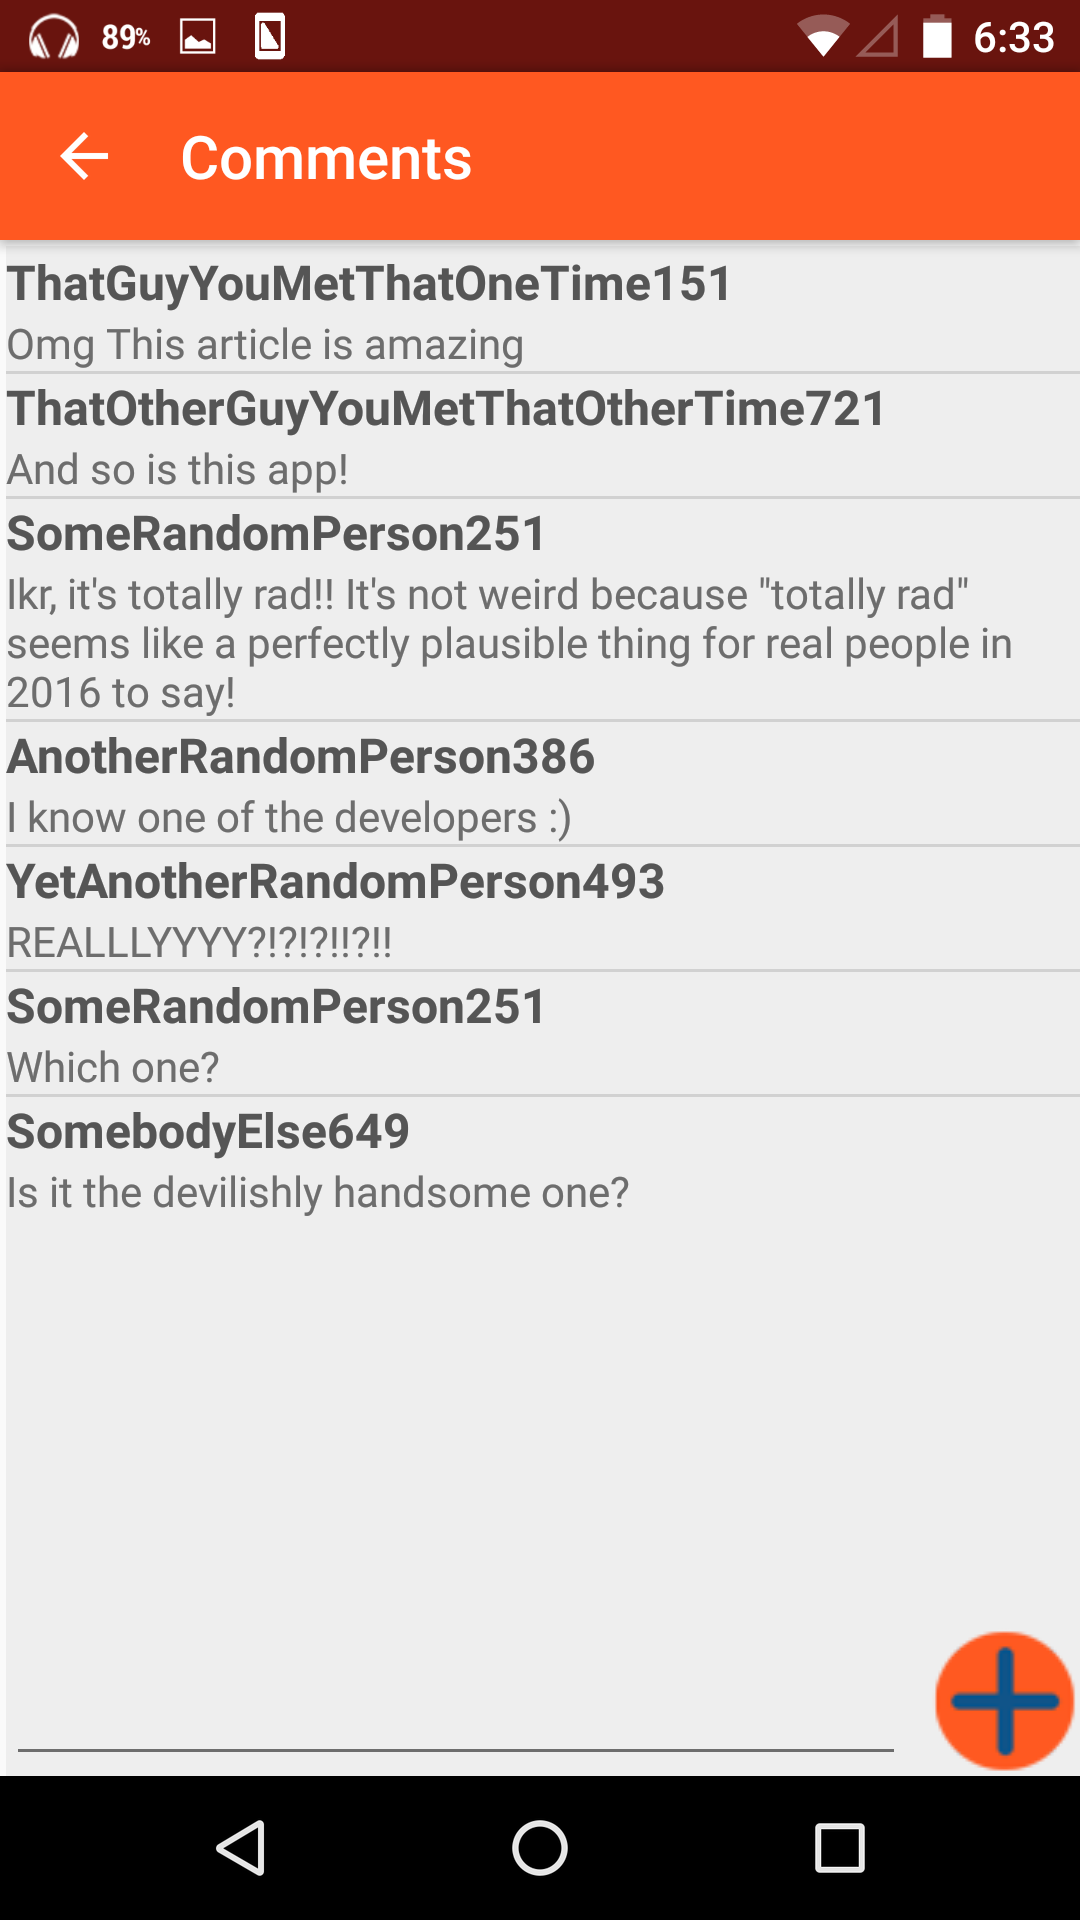 89% 6:33
Comments
ThatGuyYouMetThatOneTime151
Omg This article is amazing
ThatOtherGuyYouMetThatOtherTime721
And so is this app!
SomeRandomPerson251
Ikr, it's totally rad!! It's not weird because "totally rad"
seems like a perfectly plausible thing for real people in
2016 to say!
AnotherRandomPerson386
I know one of the developers :)
YetAnotherRandomPerson493
REALLLYYYY?!?!?!!?!!
SomeRandomPerson251
Which one?
SomebodyElse649
Is it the devilishly handsome one?